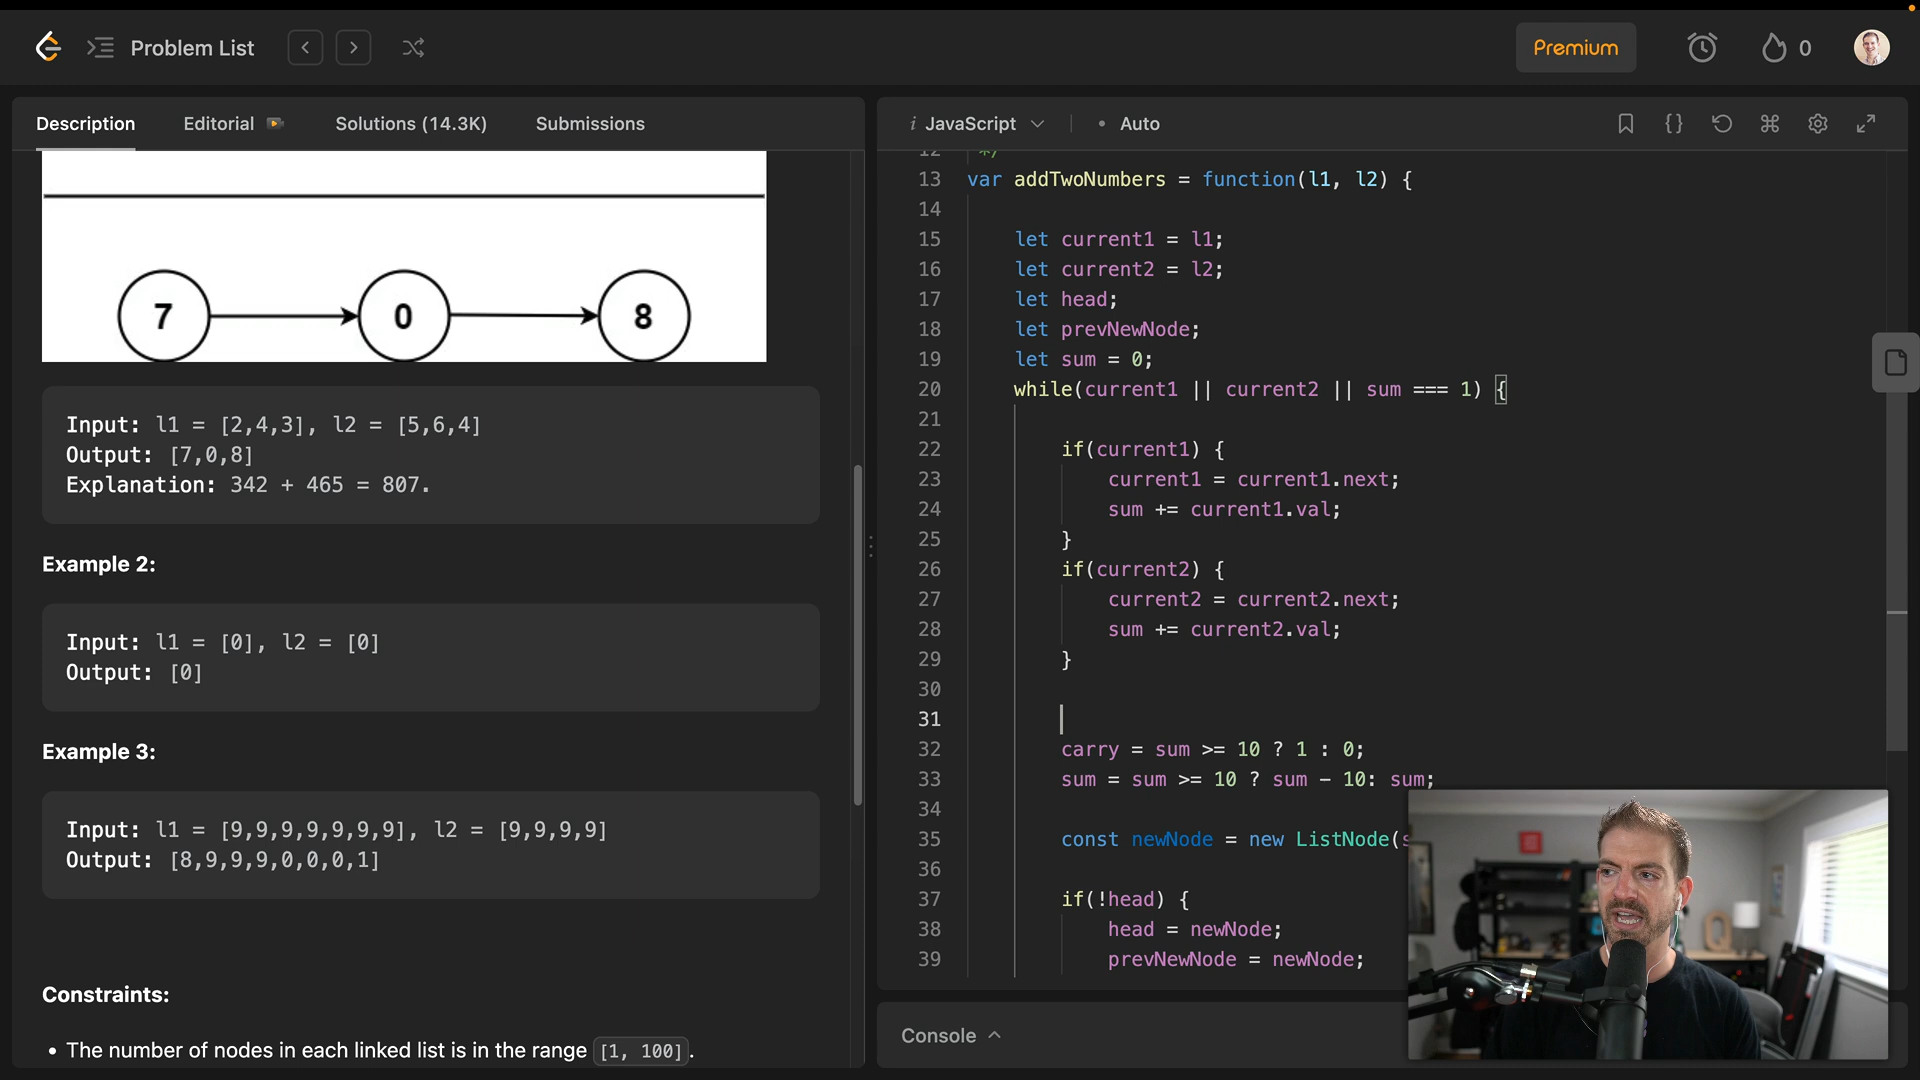 Problem List
Premium
0
Description
Editorial
Solutions (14.3K)
Submissions
7
0
8
Input: l1 = [2,4,3], l2 = [5,6,4]
Output: [7,0,8]
Explanation: 342 + 465 = 807.
Example 2:
Input: l1 = [0], l2 = [0]
Output: [0]
Example 3:
Input: l1 = [9,9,9,9,9,9,9], l2 = [9,9,9,9]
Output: [8,9,9,9,0,0,0,1]
Constraints:
• The number of nodes in each linked list is in the range [1, 100].
i JavaScript
• Auto
12 */
13 var addTwoNumbers = function(l1, l2) {
14
15 let current1 = l1;
16 let current2 = l2;
17 let head;
18 let prevNewNode;
19 let sum = 0;
20 while(current1 || current2 || sum === 1) {
21
22 if(current1) {
23 current1 = current1.next;
24 sum += current1.val;
25 }
26 if(current2) {
27 current2 = current2.next;
28 sum += current2.val;
29 }
30
31
32 carry = sum >= 10 ? 1 : 0;
33 sum = sum >= 10 ? sum - 10: sum;
34
35 const newNode = new ListNode(s
36
37 if(!head) {
38 head = newNode;
39 prevNewNode = newNode;
Console